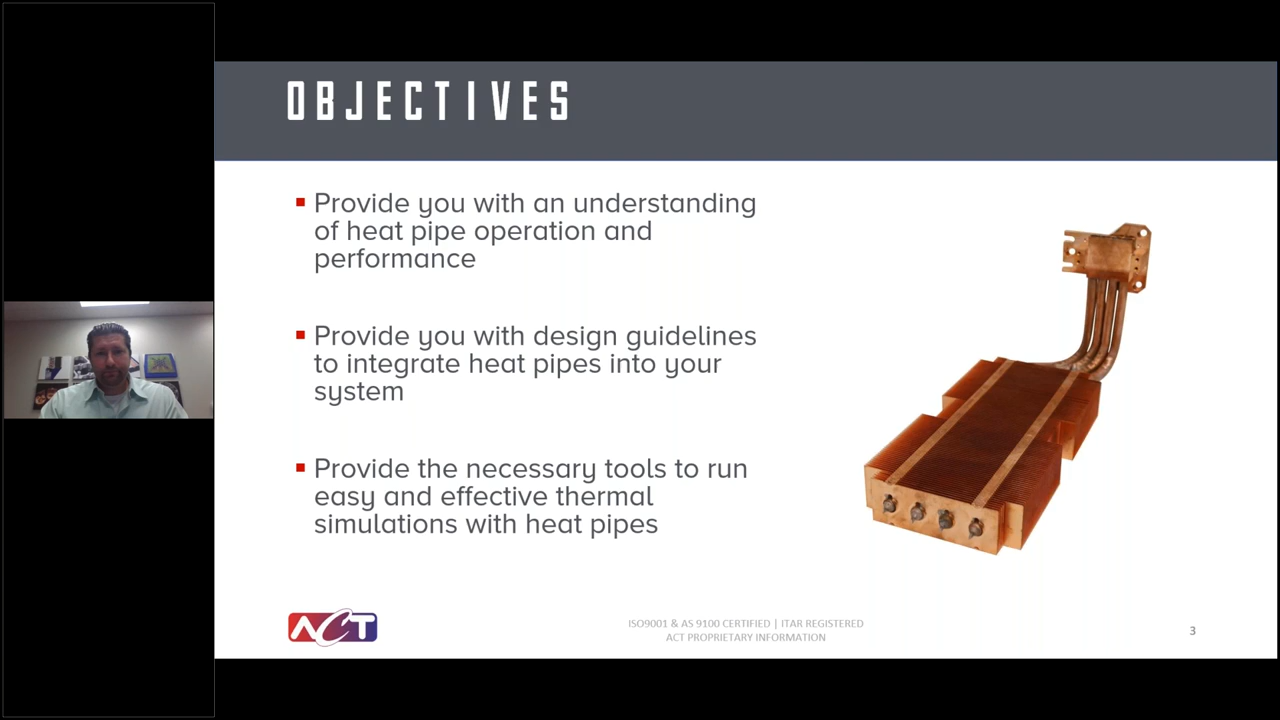 OBJECTIVES
Provide you with an understanding
of heat pipe operation and
performance
Provide you with design guidelines
to integrate heat pipes into your
system
Provide the necessary tools to run
easy and effective thermal
simulations with heat pipes
ACT
ISO9001 & AS 9100 CERTIFIED | ITAR REGISTERED
ACT PROPRIETARY INFORMATION
3